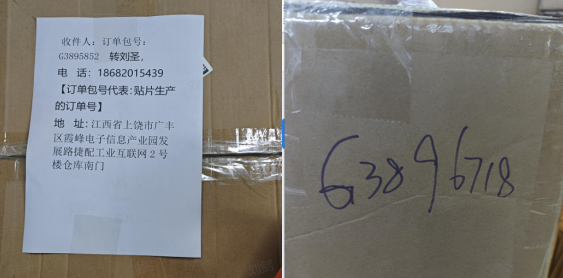 收件人：订单包号：
G3895852 转刘圣，
电 话：18682015439
【订单包号代表：贴片生产
的订单号】
地 址：江西省上饶市广丰
区霞峰电子信息产业园发
展路捷配工业互联网2号
楼仓库南门
G3896718